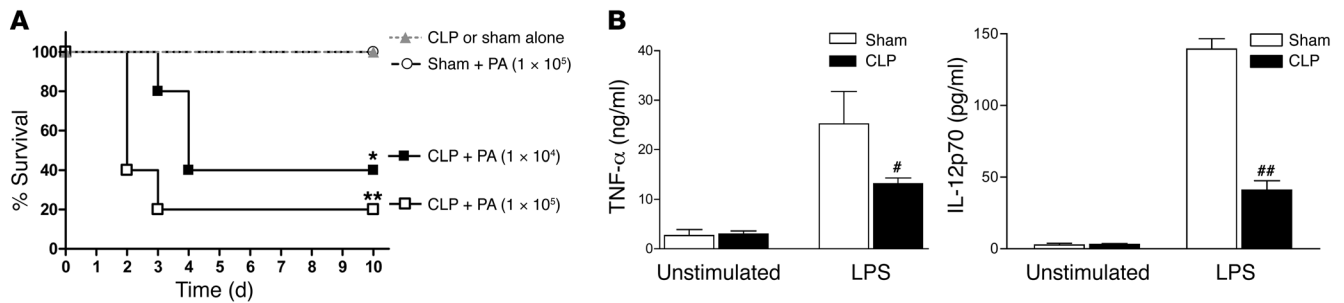 A
% Survival
100
80
60
40
20
0
0 1 2 3 4 5 6 7 8 9 10
Time (d)
*
**
CLP or sham alone
Sham + PA (1 × 10⁵)
CLP + PA (1 × 10⁴)
CLP + PA (1 × 10⁵)
B
TNF-α (ng/ml)
40
30
20
10
0
Sham
CLP
#
Unstimulated LPS
IL-12p70 (pg/ml)
150
100
50
0
Sham
CLP
##
Unstimulated LPS